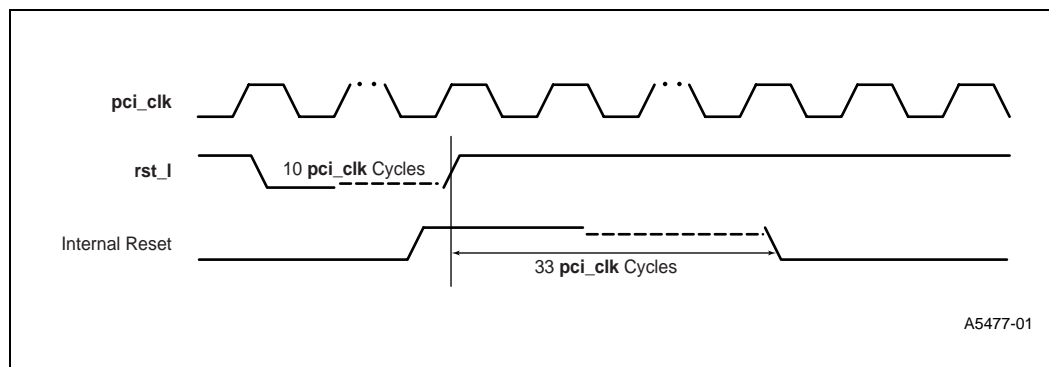 pci_clk
rst_l
10 pci_clk Cycles
Internal Reset
33 pci_clk Cycles
A5477-01